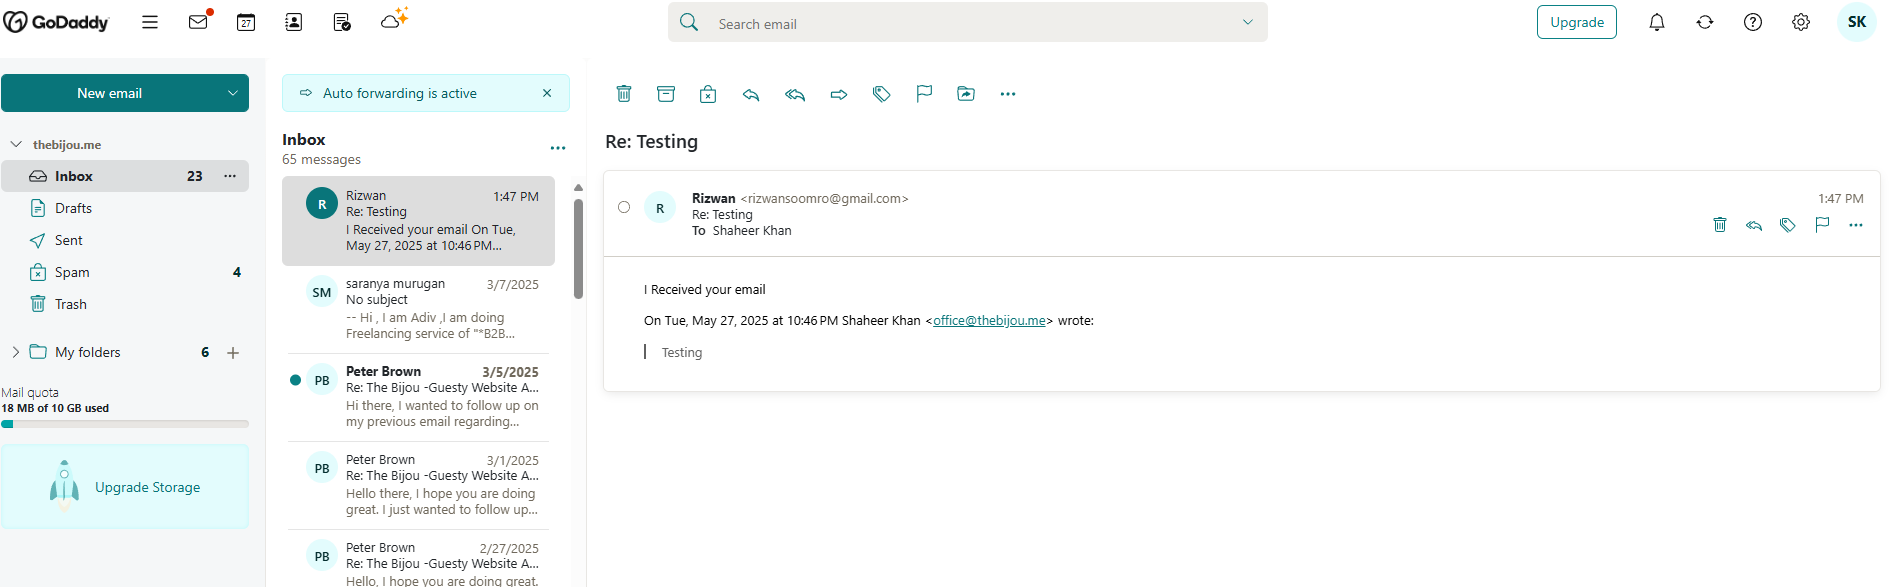 GoDaddy
27
Search email
Upgrade
SK
New email
thebijou.me
Inbox 23
Drafts
Sent
Spam 4
Trash
My folders 6
Mail quota
18 MB of 10 GB used
Upgrade Storage
Auto forwarding is active
Inbox
65 messages
R
Rizwan 1:47 PM
Re: Testing
I Received your email On Tue,
May 27, 2025 at 10:46 PM...
SM
saranya murugan 3/7/2025
No subject
-- Hi , I am Adiv ,I am doing
Freelancing service of "*B2B...
PB
Peter Brown 3/5/2025
Re: The Bijou -Guesty Website A...
Hi there, I wanted to follow up on
my previous email regarding...
PB
Peter Brown 3/1/2025
Re: The Bijou -Guesty Website A...
Hello there, I hope you are doing
great. I just wanted to follow up...
PB
Peter Brown 2/27/2025
Re: The Bijou -Guesty Website A...
Hello, I hope you are doing great.
Re: Testing
R
Rizwan <rizwansoomro@gmail.com> 1:47 PM
Re: Testing
To Shaheer Khan
I Received your email
On Tue, May 27, 2025 at 10:46 PM Shaheer Khan <office@thebijou.me> wrote:
Testing